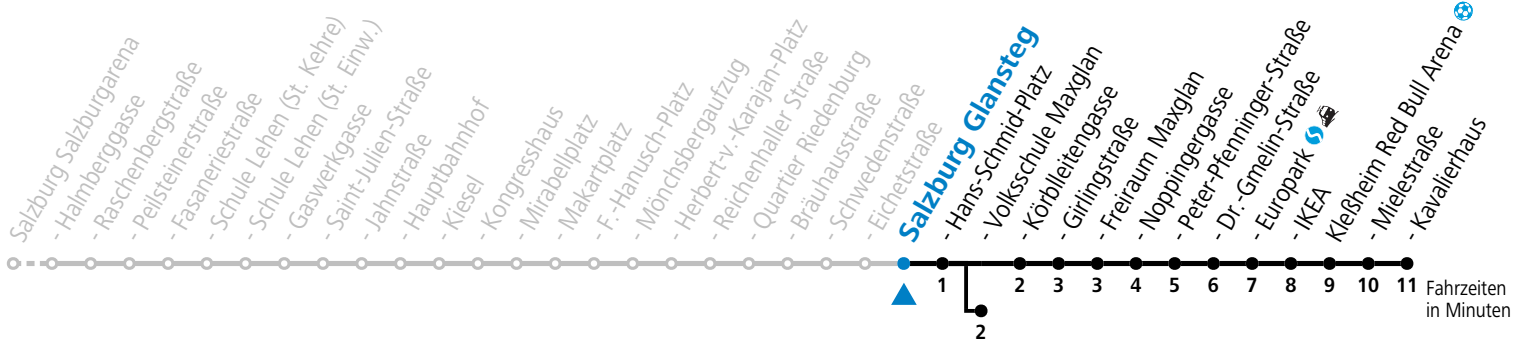 Salzburg Salzburgarena
- Halmberggasse
- Raschenbergstraße
- Peilsteinerstraße
- Fasaneriestraße
- Schule Lehen (St. Kehre)
- Schule Lehen (St. Einw.)
- Gaswerkgasse
- Saint-Julien-Straße
- Jahnstraße
- Hauptbahnhof
- Kiesel
- Kongresshaus
- Mirabellplatz
- Makartplatz
- F.-Hanusch-Platz
- Mönchsbergaufzug
- Herbert-v.-Karajan-Platz
- Reichenhaller Straße
- Quartier Riedenburg
- Bräuhausstraße
- Schwedenstraße
- Eichetstraße
Salzburg Glansteg
- Hans-Schmid-Platz
- Volksschule Maxglan
- Körblleitengasse
- Girlingstraße
- Freiraum Maxglan
- Noppingergasse
- Peter-Pfenninger-Straße
- Dr.-Gmelin-Straße
- Europark
- IKEA
Kleßheim Red Bull Arena
- Mielestraße
- Kavalierhaus
1 2 3 3 4 5 6 7 8 9 10 11 Fahrzeiten
in Minuten
2